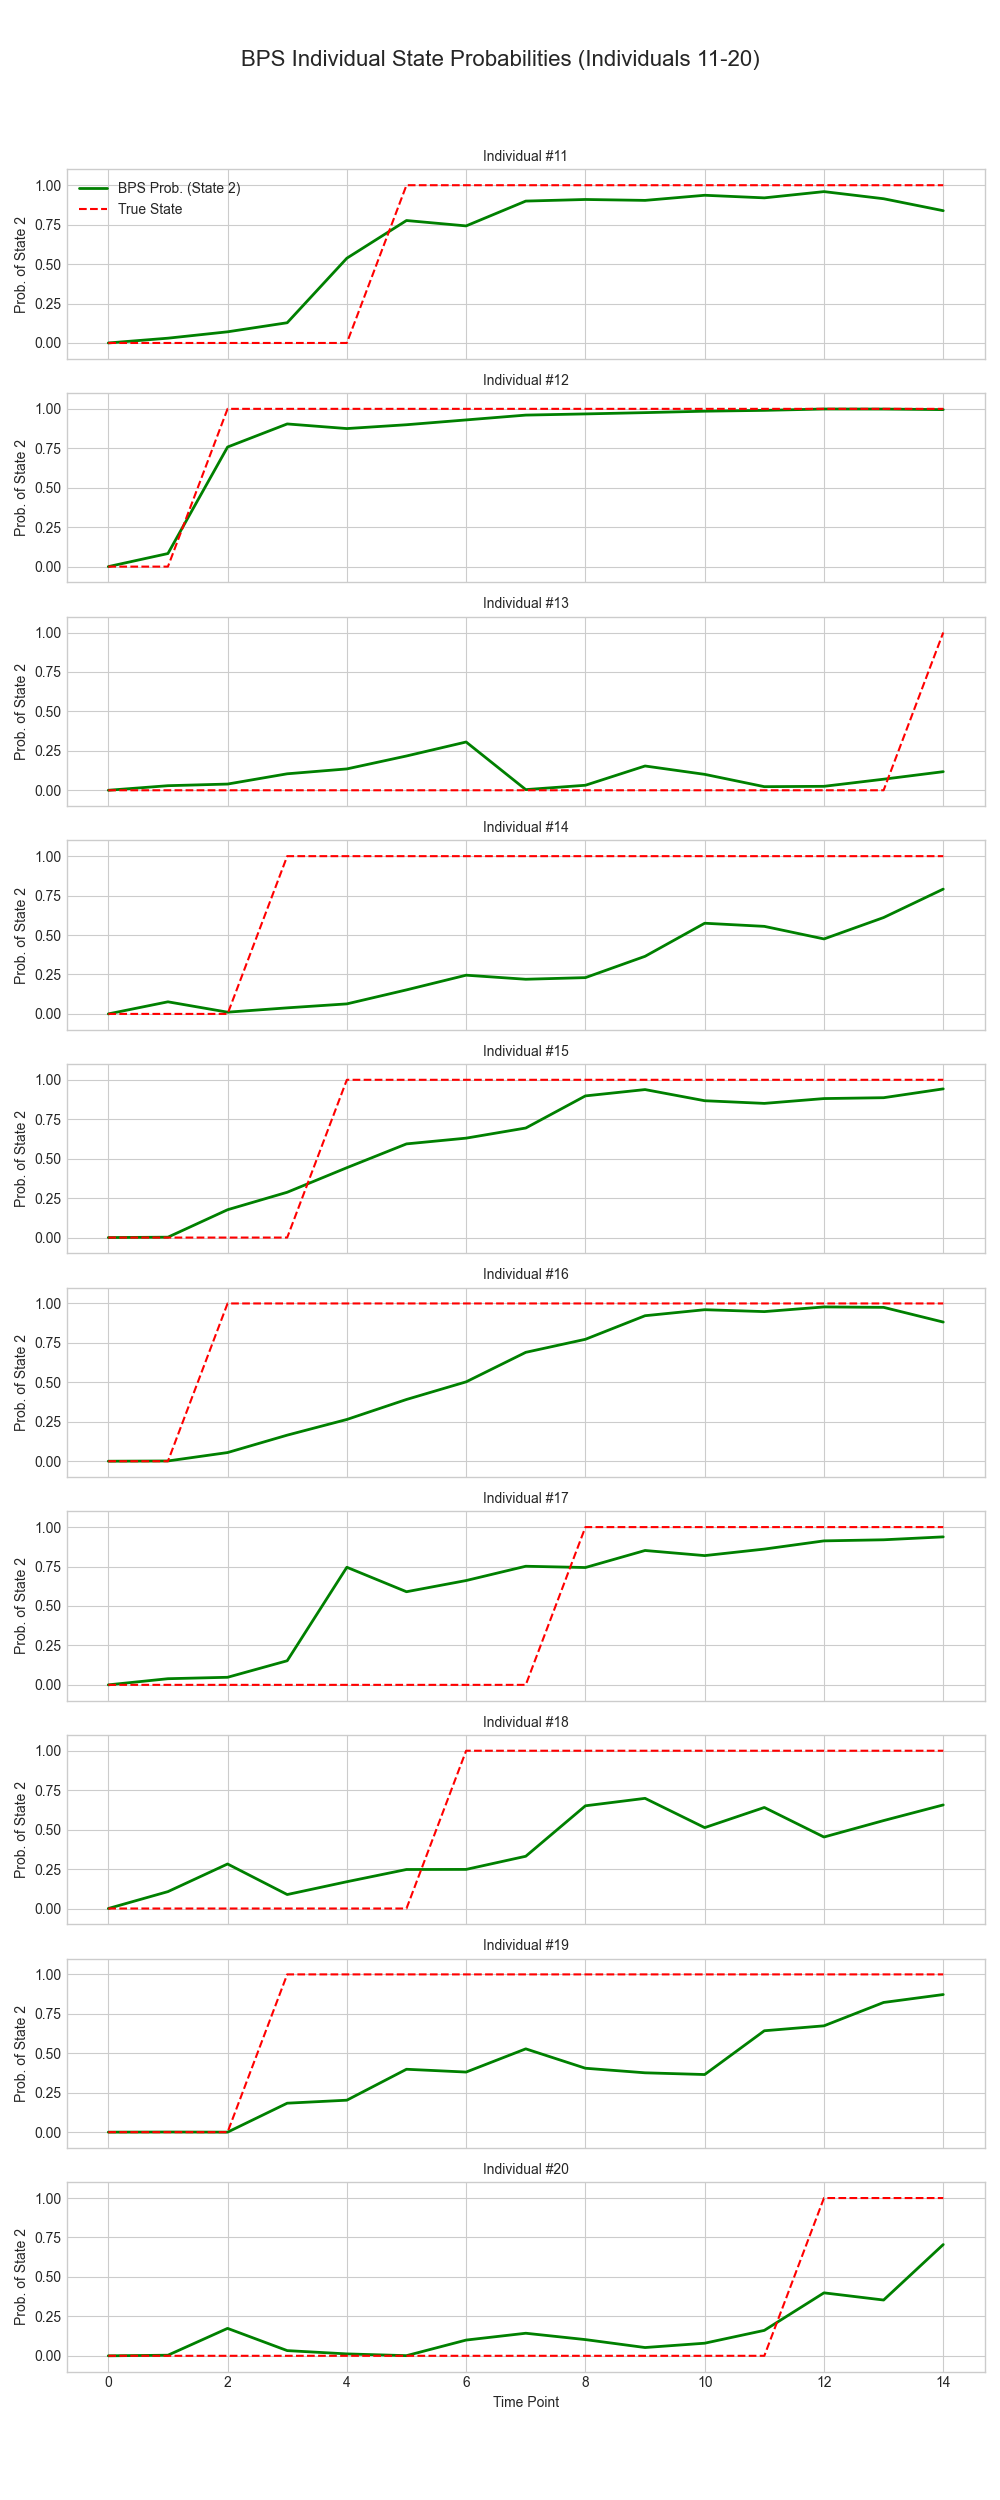 BPS Individual State Probabilities (Individuals 11-20)
Individual #11
BPS Prob. (State 2)
True State
Prob. of State 2
1.00
0.75
0.50
0.25
0.00
Individual #12
Prob. of State 2
1.00
0.75
0.50
0.25
0.00
Individual #13
Prob. of State 2
1.00
0.75
0.50
0.25
0.00
Individual #14
Prob. of State 2
1.00
0.75
0.50
0.25
0.00
Individual #15
Prob. of State 2
1.00
0.75
0.50
0.25
0.00
Individual #16
Prob. of State 2
1.00
0.75
0.50
0.25
0.00
Individual #17
Prob. of State 2
1.00
0.75
0.50
0.25
0.00
Individual #18
Prob. of State 2
1.00
0.75
0.50
0.25
0.00
Individual #19
Prob. of State 2
1.00
0.75
0.50
0.25
0.00
Individual #20
Prob. of State 2
1.00
0.75
0.50
0.25
0.00
0 2 4 6 8 10 12 14
Time Point